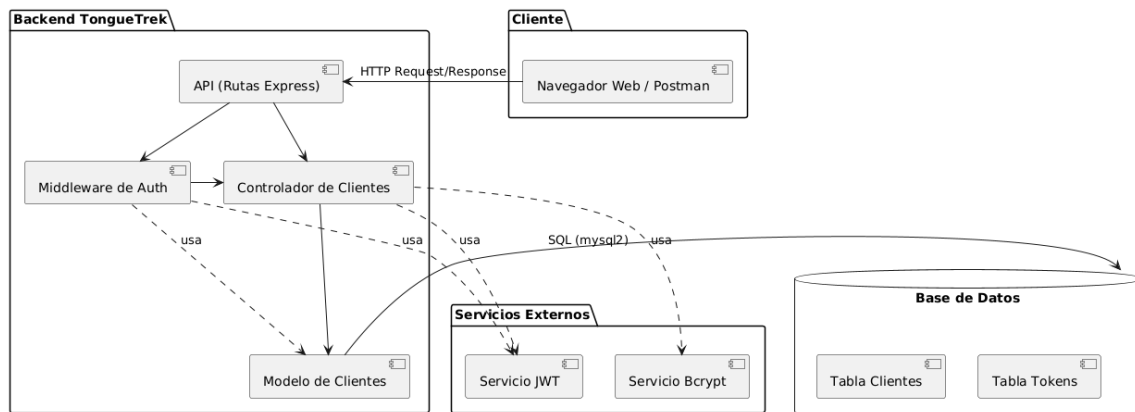 Backend TongueTrek
Cliente
API (Rutas Express)
HTTP Request/Response
Navegador Web / Postman
Middleware de Auth
Controlador de Clientes
usa
usa
usa
SQL (mysql2)
usa
Base de Datos
Servicios Externos
Modelo de Clientes
Servicio JWT
Servicio Bcrypt
Tabla Clientes
Tabla Tokens